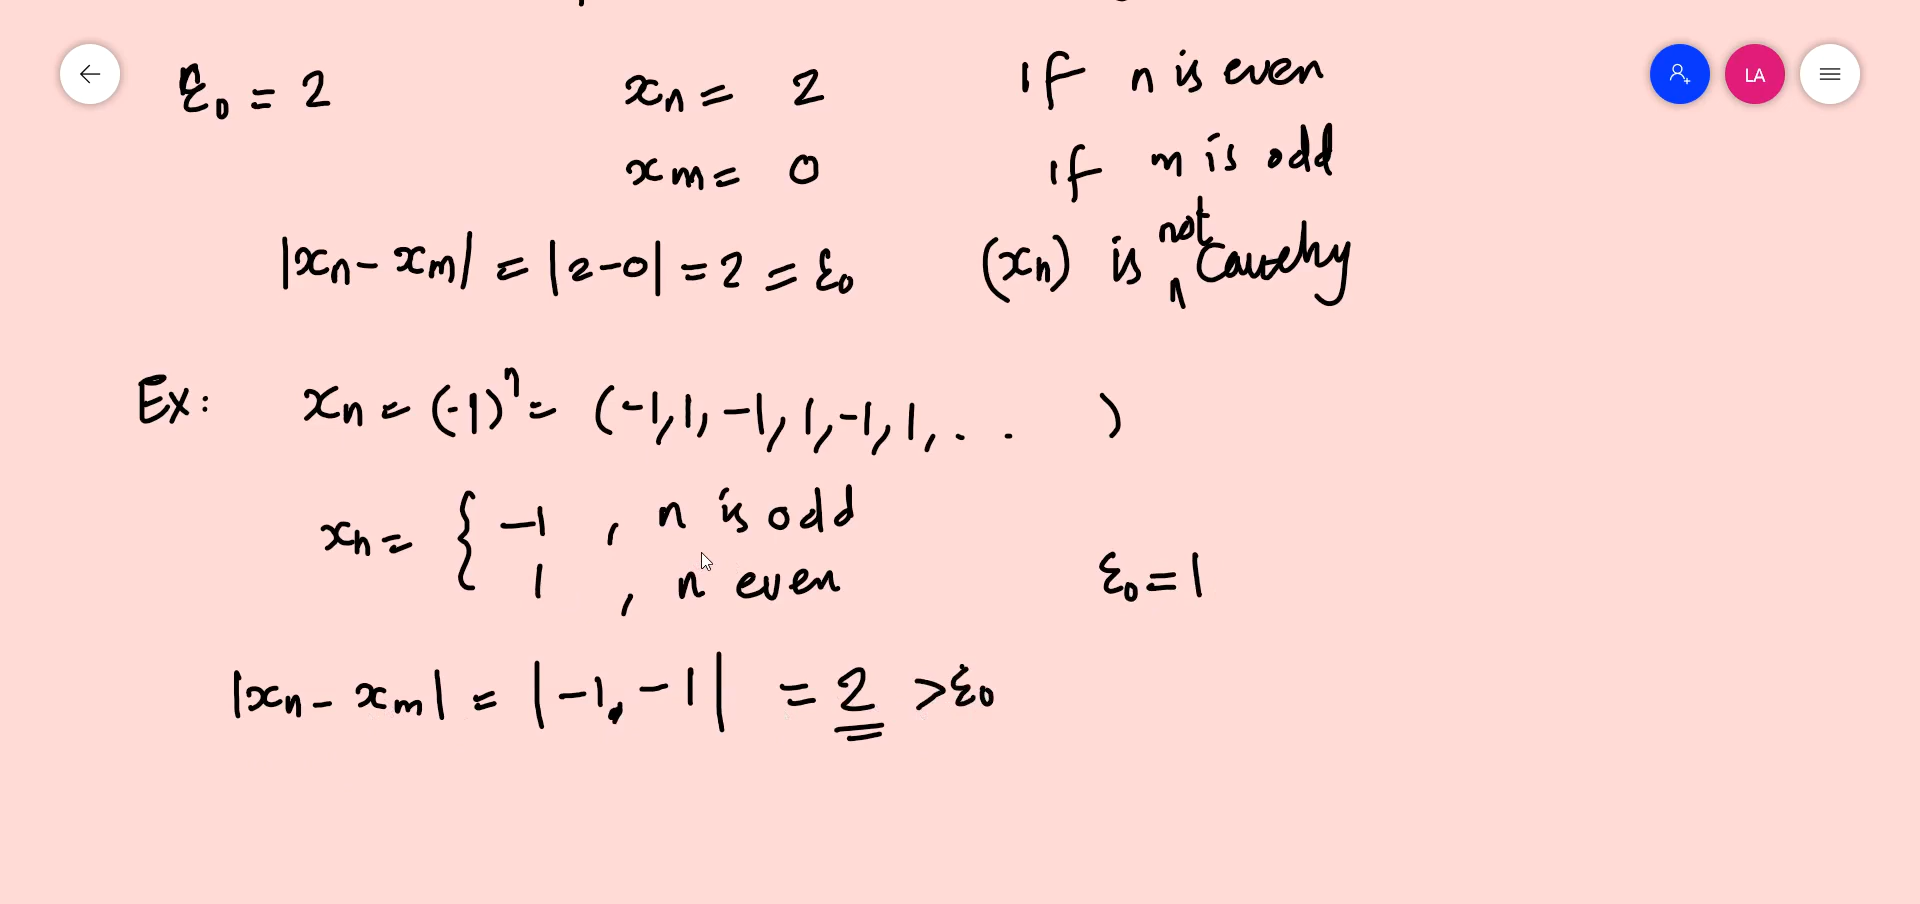 LA
ε₀ = 2 xₙ = 2 if n is even
xₘ = 0 if m is odd
|xₙ - xₘ| = |2-0| = 2 = ε₀ (xₙ) is not Cauchy
Ex: xₙ = (-1)ⁿ = (-1, 1, -1, 1, -1, 1, . . )
xₙ = { -1 , n is odd
1 , n even ε₀ = 1
|xₙ - xₘ| = |-1, -1| = 2 > ε₀